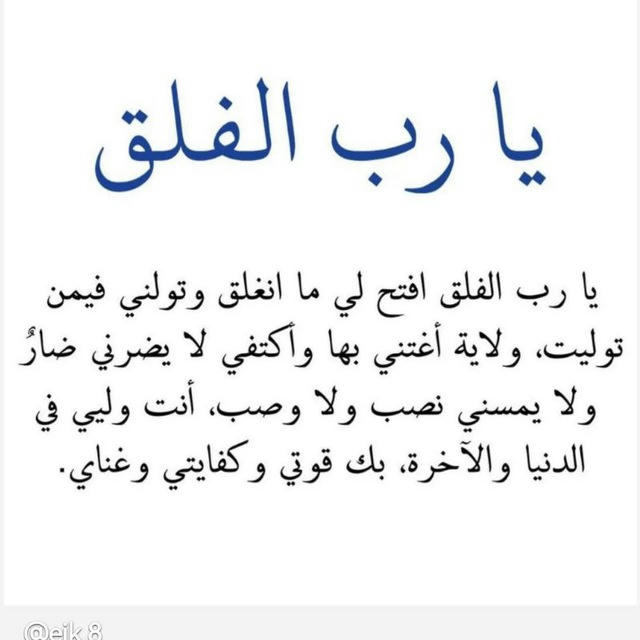 يا رب الفلق
يا رب الفلق افتح لي ما انغلق وتولني فيمن
توليت، ولاية أغتني بها وأكتفي لا يضرني ضارٌ
ولا يمسني نصب ولا وصب، أنت وليي في
الدنيا والآخرة، بك قوتي وكفايتي وغناي.
@ejk.8